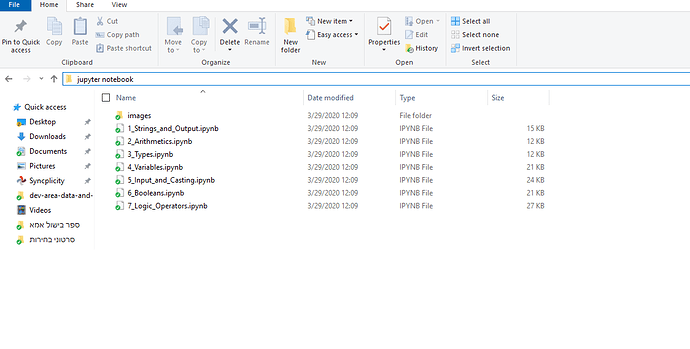 File Home Share View
Pin to Quick access
Copy
Paste
Cut
Copy path
Paste shortcut
Clipboard
Move to
Copy to
Delete
Rename
Organize
New folder
New item
Easy access
New
Properties
Open
Edit
History
Open
Select all
Select none
Invert selection
Select
jupyter notebook
Name Date modified Type Size
Quick access
Desktop
Downloads
Documents
Pictures
Syncplicity
dev-area-data-and-
Videos
ספר בישול אמא
סרטוני בחירות
images 3/29/2020 12:09 File folder
1_Strings_and_Output.ipynb 3/29/2020 12:09 IPYNB File 15 KB
2_Arithmetics.ipynb 3/29/2020 12:09 IPYNB File 12 KB
3_Types.ipynb 3/29/2020 12:09 IPYNB File 12 KB
4_Variables.ipynb 3/29/2020 12:09 IPYNB File 21 KB
5_Input_and_Casting.ipynb 3/29/2020 12:09 IPYNB File 24 KB
6_Booleans.ipynb 3/29/2020 12:09 IPYNB File 21 KB
7_Logic_Operators.ipynb 3/29/2020 12:09 IPYNB File 27 KB